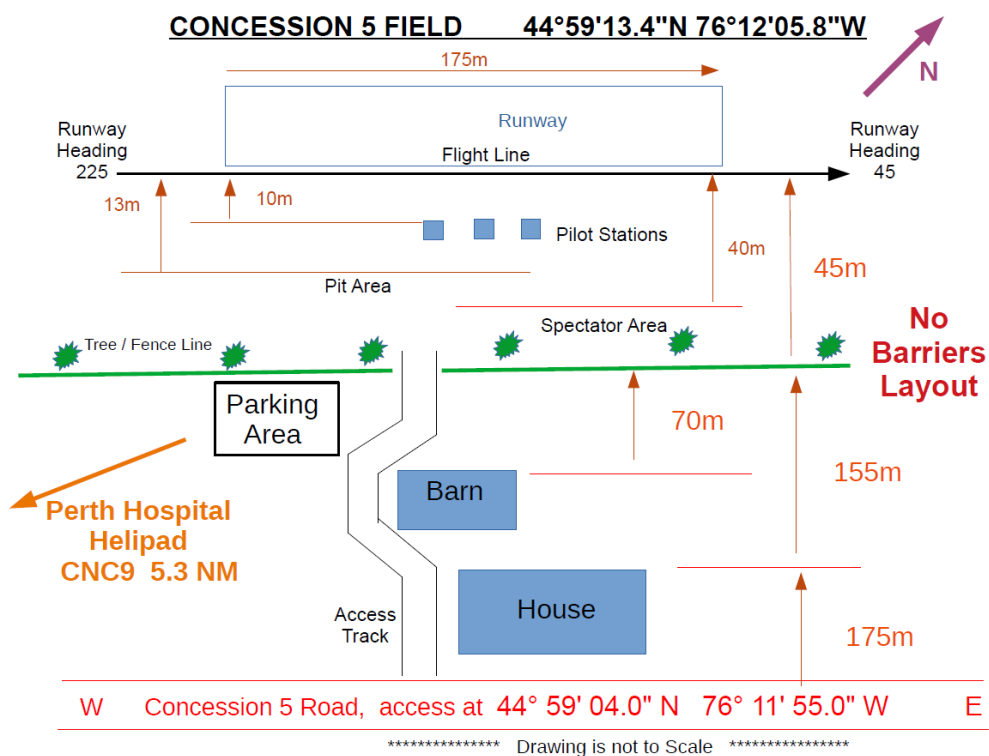 CONCESSION 5 FIELD 44°59'13.4"N 76°12'05.8"W
175m
N
Runway
Runway
Heading
225
Flight Line
Runway
Heading
45
13m
10m
Pilot Stations
40m
45m
Pit Area
Spectator Area
No
Barriers
Layout
Tree / Fence Line
Parking
Area
70m
155m
Barn
Perth Hospital
Helipad
CNC9 5.3 NM
House
Access
Track
175m
W Concession 5 Road, access at 44° 59' 04.0" N 76° 11' 55.0" W E
*************** Drawing is not to Scale ****************